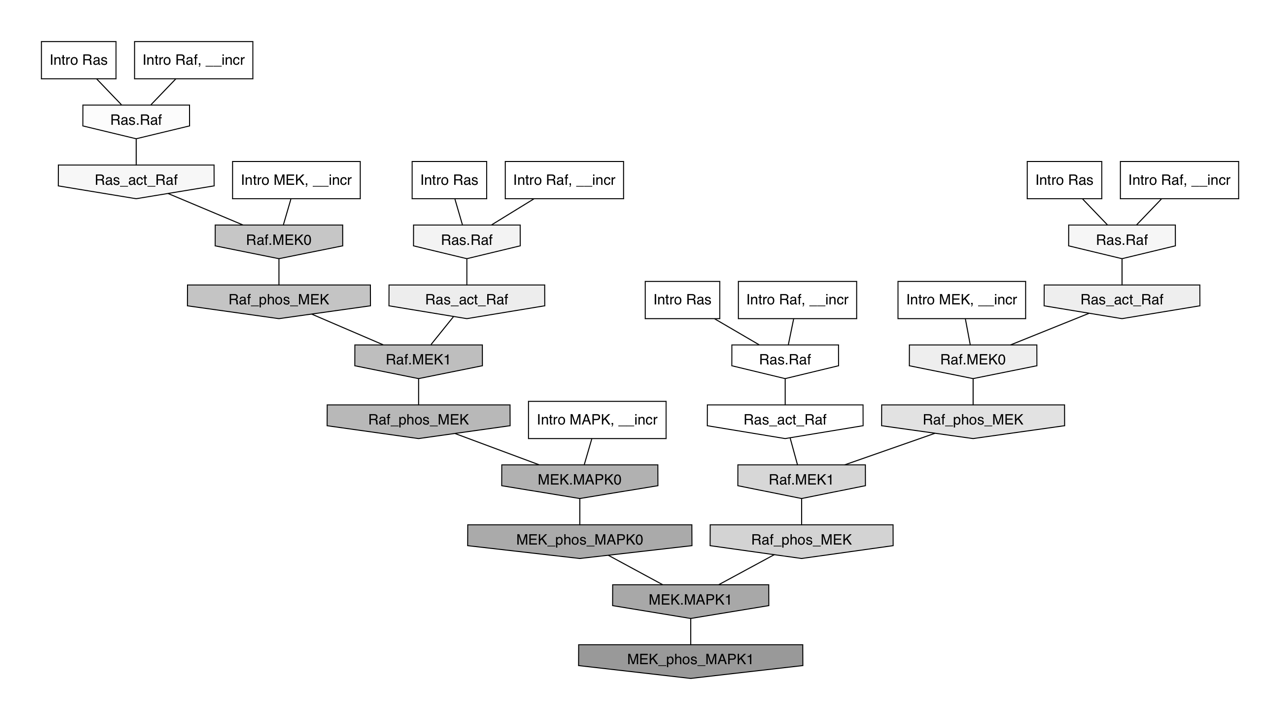 Intro Ras
Intro Raf, __incr
Ras.Raf
Ras_act_Raf
Intro MEK, __incr
Intro Ras
Intro Raf, __incr
Intro Ras
Intro Raf, __incr
Raf.MEK0
Ras.Raf
Ras.Raf
Raf_phos_MEK
Ras_act_Raf
Intro Ras
Intro Raf, __incr
Intro MEK, __incr
Ras_act_Raf
Raf.MEK1
Ras.Raf
Raf.MEK0
Raf_phos_MEK
Intro MAPK, __incr
Ras_act_Raf
Raf_phos_MEK
MEK.MAPK0
Raf.MEK1
MEK_phos_MAPK0
Raf_phos_MEK
MEK.MAPK1
MEK_phos_MAPK1